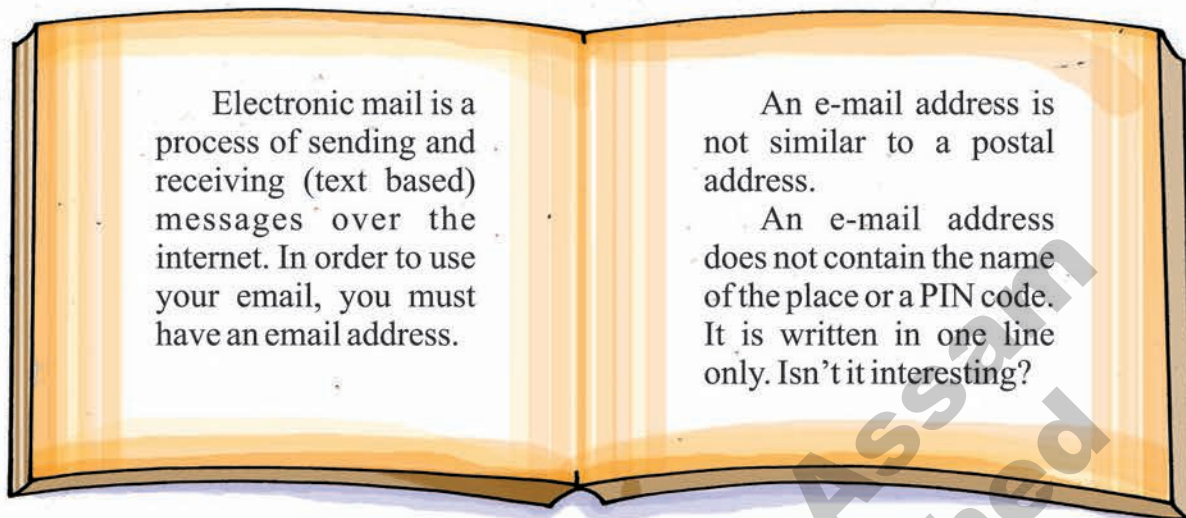 Electronic mail is a
process of sending and
receiving (text based)
messages over the
internet. In order to use
your email, you must
have an email address.
An e-mail address is
not similar to a postal
address.
An e-mail address
does not contain the name
of the place or a PIN code.
It is written in one line
only. Isn't it interesting?
Assam